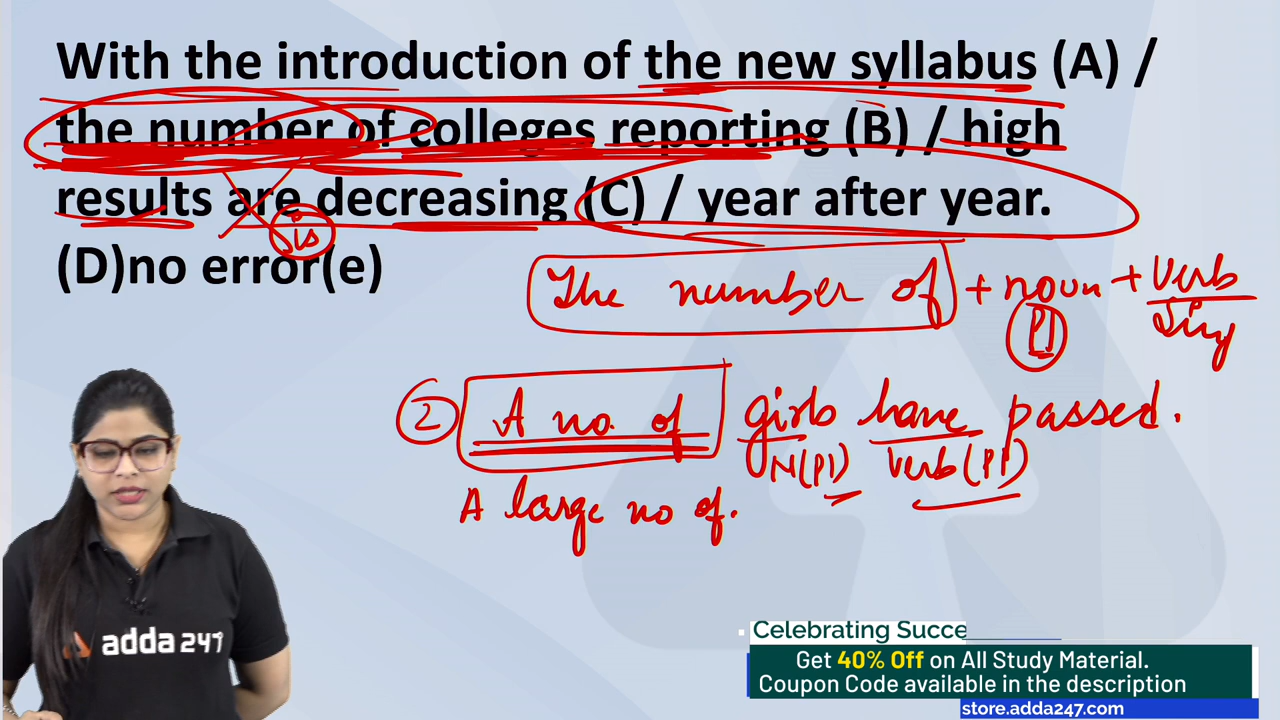 With the introduction of the new syllabus (A) /
the number of colleges reporting (B) / high
results are decreasing (C) / year after year.
is
(D)no error(e)
The number of + noun + Verb
Pl Sing
2 A no. of girls have passed.
N(Pl) Verb(Pl)
A large no of.
adda 247
Celebrating Succe
Get 40% Off on All Study Material.
Coupon Code available in the description
store.adda247.com